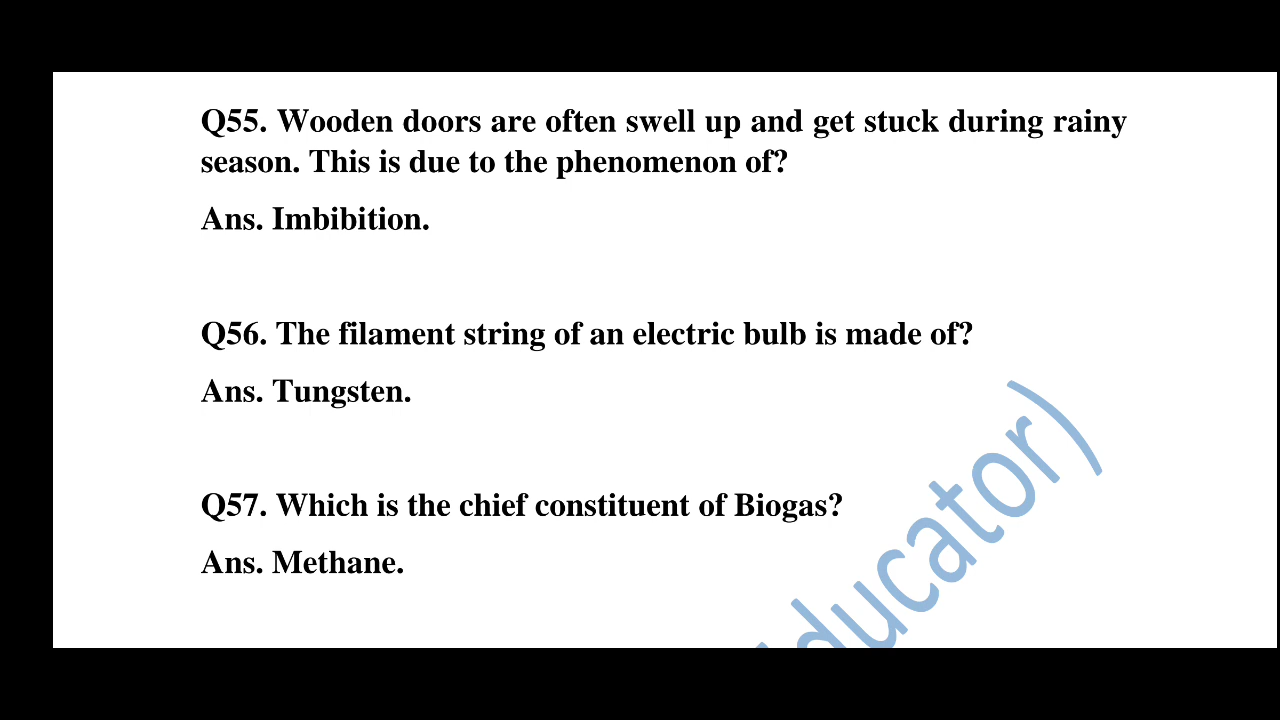 Q55. Wooden doors are often swell up and get stuck during rainy
season. This is due to the phenomenon of?
Ans. Imbibition.
Q56. The filament string of an electric bulb is made of?
Ans. Tungsten.
Q57. Which is the chief constituent of Biogas?
Ans. Methane.